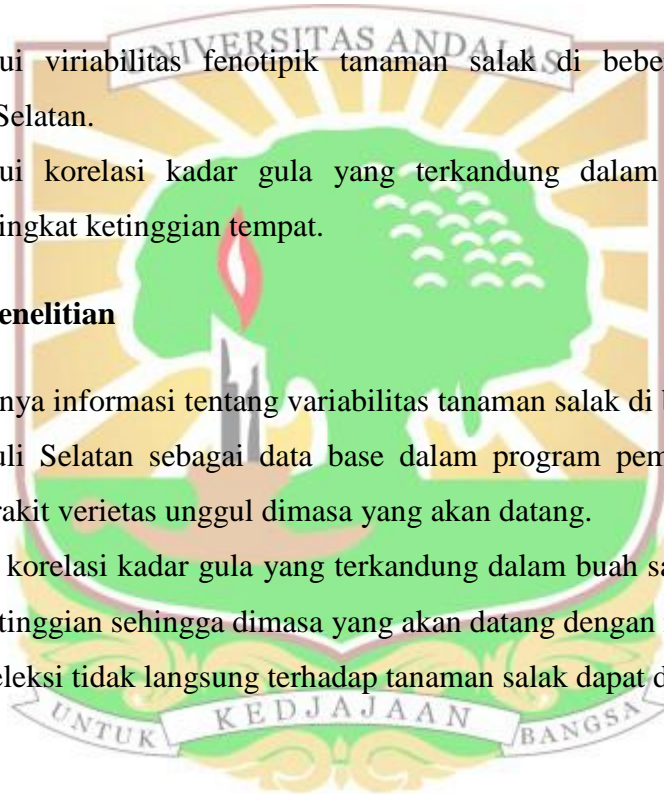 UNIVERSITAS ANDALAS
ui viriabilitas fenotipik tanaman salak di bebe
Selatan.
ui korelasi kadar gula yang terkandung dalam
ingkat ketinggian tempat.
enelitian
nya informasi tentang variabilitas tanaman salak di b
uli Selatan sebagai data base dalam program pem
rakit verietas unggul dimasa yang akan datang.
korelasi kadar gula yang terkandung dalam buah sa
tinggian sehingga dimasa yang akan datang dengan
eleksi tidak langsung terhadap tanaman salak dapat d
UNTUK KEDJAJAAN BANGSA